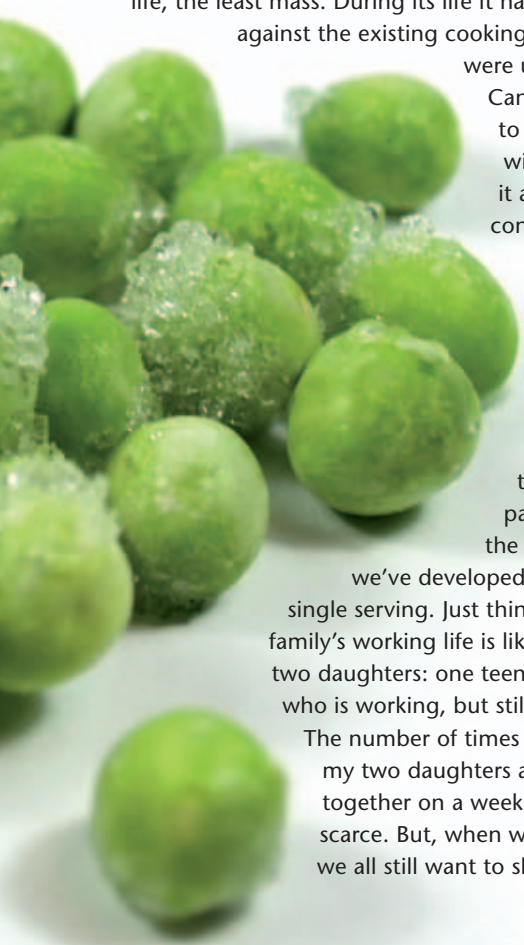 life, the least mass. During its life it ha
against the existing cooking
were u
Can
to
wi
it a
con
t
pa
the
we've developed
single serving. Just thin
family's working life is lik
two daughters: one teen
who is working, but stil
The number of times
my two daughters a
together on a week
scarce. But, when w
we all still want to sh